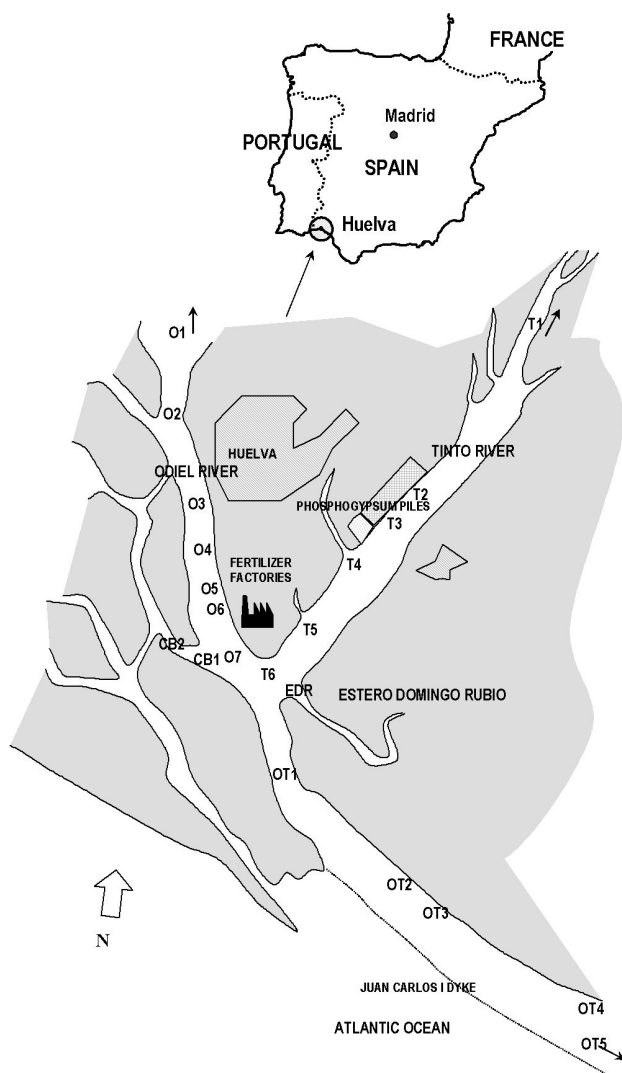 FRANCE
Madrid
PORTUGAL
SPAIN
Huelva
T1
O1
O2
HUELVA
TINTO RIVER
ODIEL RIVER
T2
O3
PHOSPHOGYPSUM PILES
T3
O4
T4
FERTILIZER
FACTORIES
O5
O6
T5
CB2
CB1
O7
T6
EDR
ESTERO DOMINGO RUBIO
OT1
OT2
OT3
N
JUAN CARLOS I DYKE
OT4
ATLANTIC OCEAN
OT5